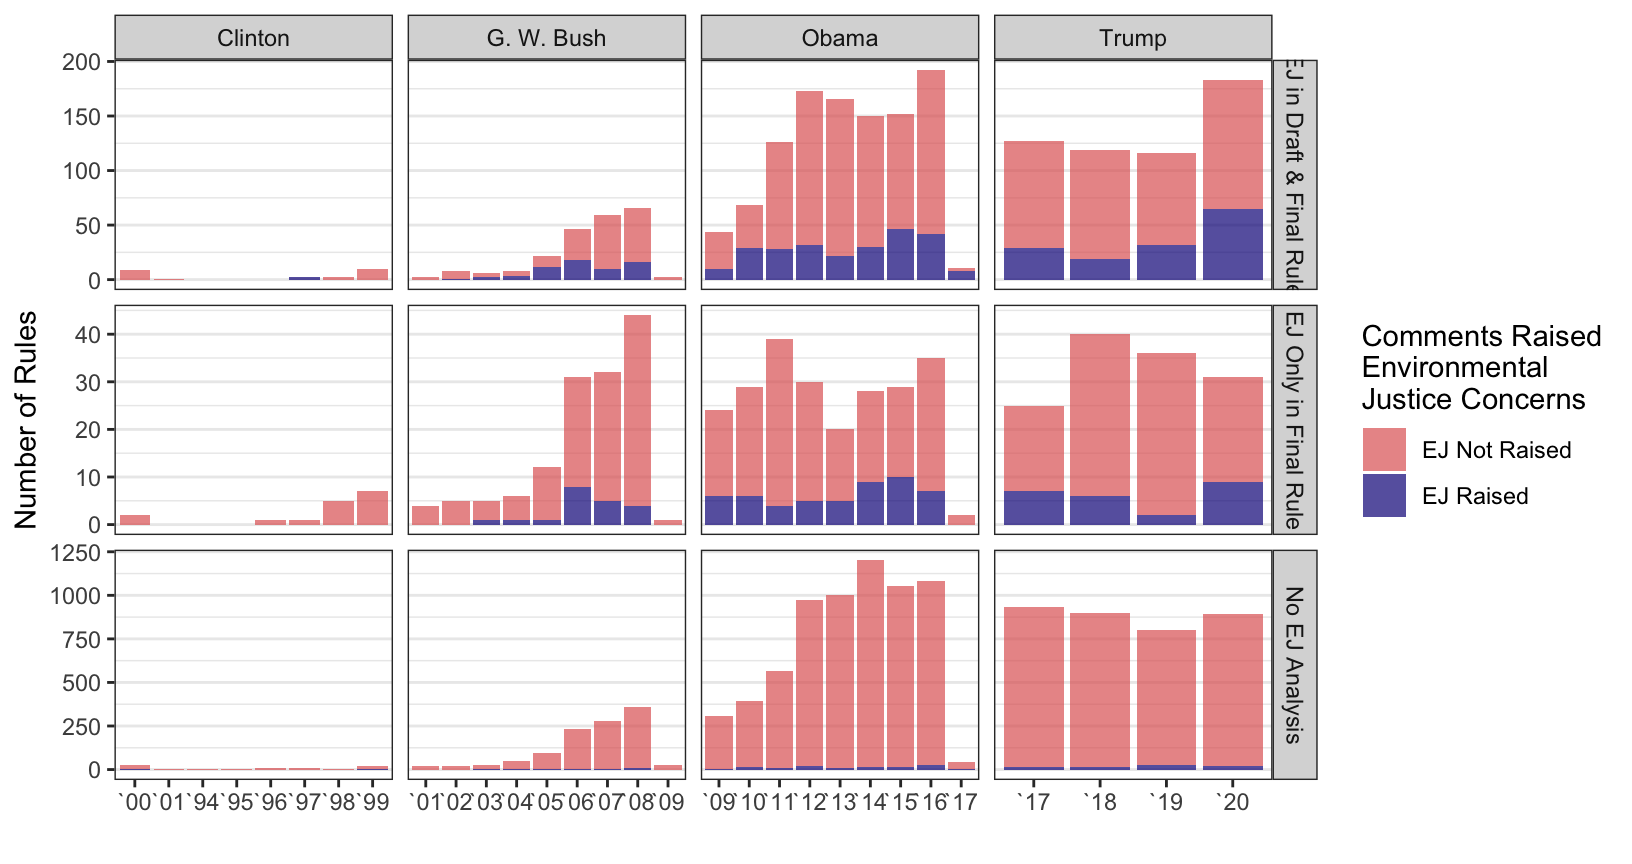 Clinton
G. W. Bush
Obama
Trump
Number of Rules
200
150
100
50
0
EJ in Draft & Final Rule
40
30
20
10
0
EJ Only in Final Rule
1250
1000
750
500
250
0
No EJ Analysis
`00 `01 `94 `95 `96 `97 `98 `99
`01 `02 `03 `04 `05 `06 `07 `08 `09
`09 `10 `11 `12 `13 `14 `15 `16 `17
`17 `18 `19 `20
Comments Raised
Environmental
Justice Concerns
EJ Not Raised
EJ Raised